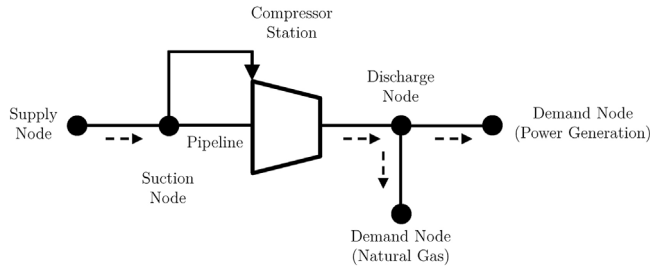 Compressor
Station
Discharge
Node
Supply
Node
Demand Node
(Power Generation)
Pipeline
Suction
Node
Demand Node
(Natural Gas)